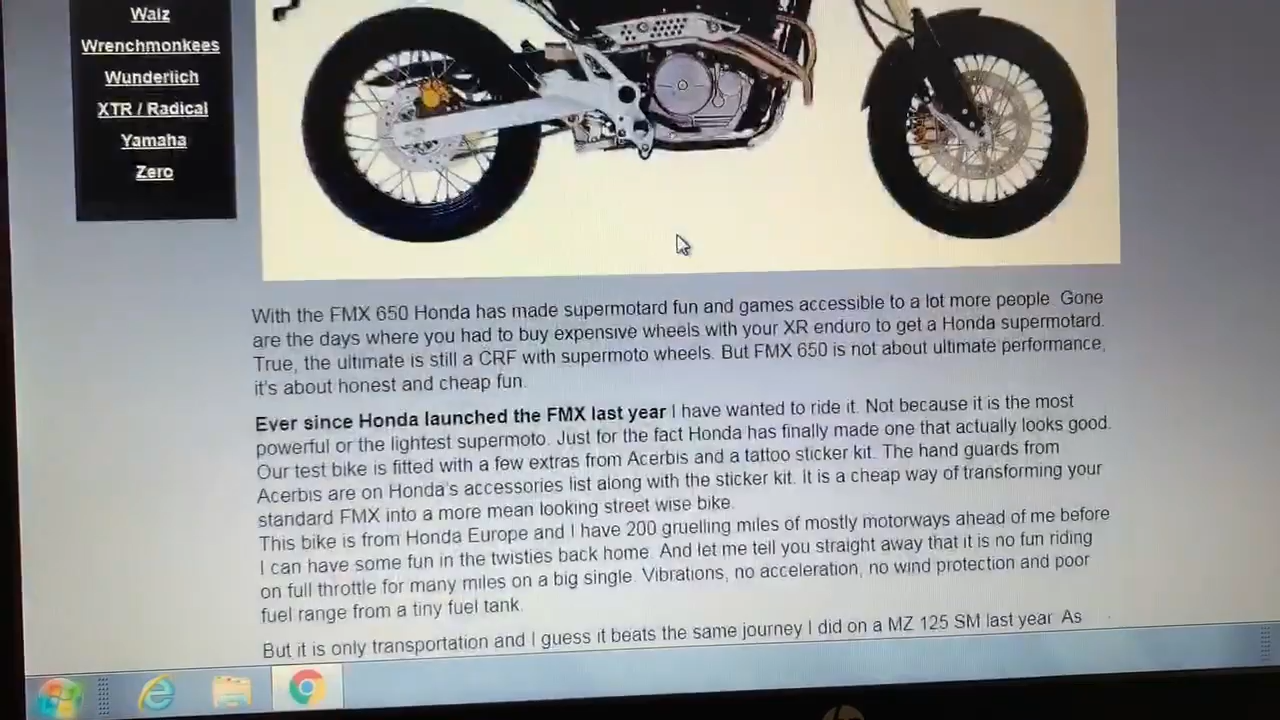 Walz
Wrenchmonkees
Wunderlich
XTR / Radical
Yamaha
Zero
With the FMX 650 Honda has made supermotard fun and games accessible to a lot more people. Gone
are the days where you had to buy expensive wheels with your XR enduro to get a Honda supermotard.
True, the ultimate is still a CRF with supermoto wheels. But FMX 650 is not about ultimate performance,
it's about honest and cheap fun.
Ever since Honda launched the FMX last year I have wanted to ride it. Not because it is the most
powerful or the lightest supermoto. Just for the fact Honda has finally made one that actually looks good.
Our test bike is fitted with a few extras from Acerbis and a tattoo sticker kit. The hand guards from
Acerbis are on Honda's accessories list along with the sticker kit. It is a cheap way of transforming your
standard FMX into a more mean looking street wise bike.
This bike is from Honda Europe and I have 200 gruelling miles of mostly motorways ahead of me before
I can have some fun in the twisties back home. And let me tell you straight away that it is no fun riding
on full throttle for many miles on a big single. Vibrations, no acceleration, no wind protection and poor
fuel range from a tiny fuel tank.
But it is only transportation and I guess it beats the same journey I did on a MZ 125 SM last year. As
hp